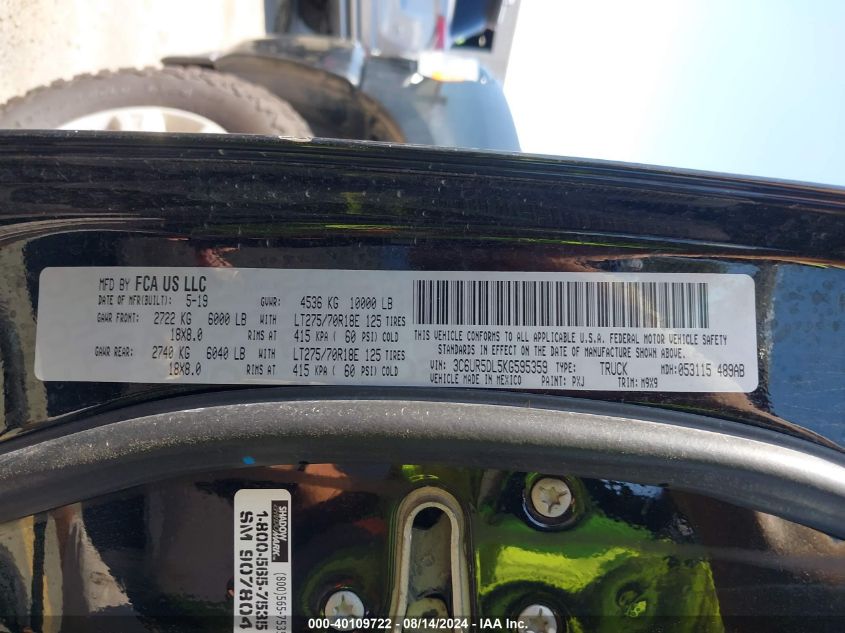 MFD BY FCA US LLC
DATE OF MFR(BUILT): 5-19 GVWR: 4536 KG 10000 LB
GAWR FRONT: 2722 KG 6000 LB WITH LT275/70R18E 125 TIRES
18X8.0 RIMS AT 415 KPA ( 60 PSI) COLD
GAWR REAR: 2740 KG 6040 LB WITH LT275/70R18E 125 TIRES
18X8.0 RIMS AT 415 KPA ( 60 PSI) COLD
THIS VEHICLE CONFORMS TO ALL APPLICABLE U.S.A. FEDERAL MOTOR VEHICLE SAFETY
STANDARDS IN EFFECT ON THE DATE OF MANUFACTURE SHOWN ABOVE.
VIN: 3C6UR5DL5KG595359 TYPE: TRUCK MDH: 053115 489AB
VEHICLE MADE IN MEXICO PAINT: PXJ TRIM: M9X9
SHADOW
MARK
(800)565-7535
1-800-565-7535
SM 907804
000-40109722 - 08/14/2024 - IAA Inc.